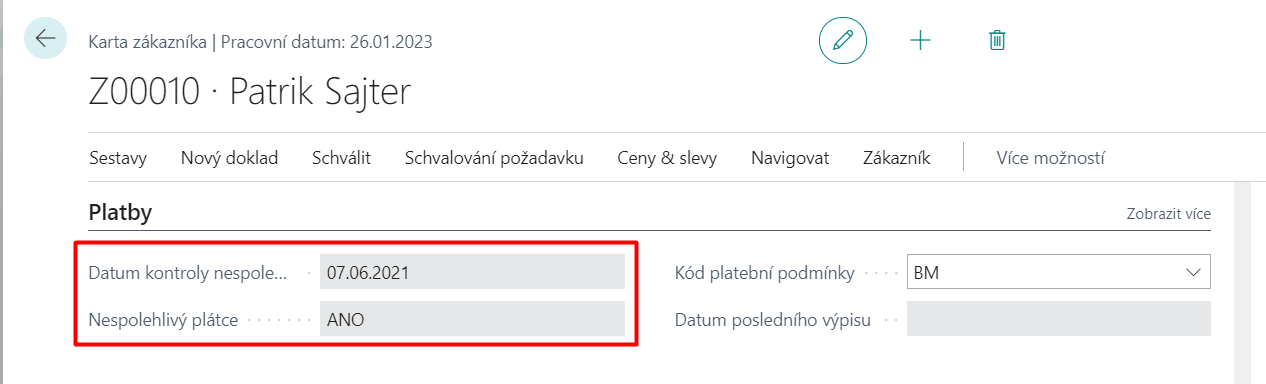 Karta zákazníka | Pracovní datum: 26.01.2023
Z00010 · Patrik Sajter
Sestavy Nový doklad Schválit Schvalování požadavku Ceny & slevy Navigovat Zákazník Více možností
Platby Zobrazit více
Datum kontroly nespole... 07.06.2021 Kód platební podmínky BM
Nespolehlivý plátce ANO Datum posledního výpisu